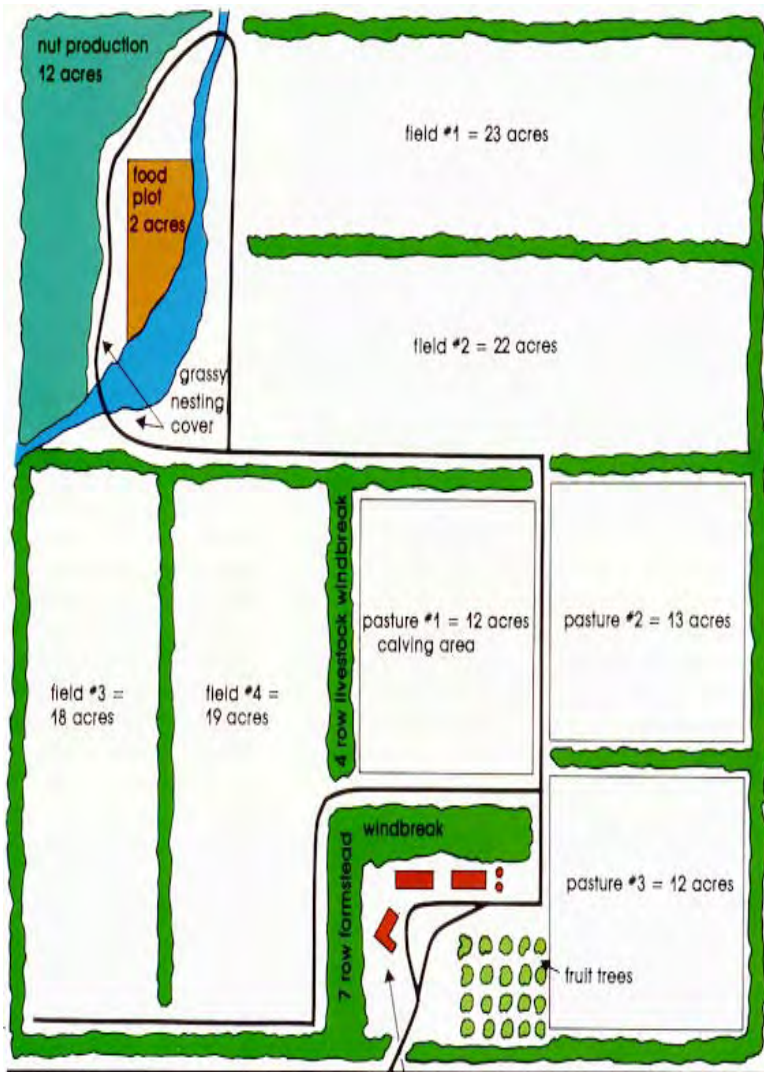 nut production
12 acres
field #1 = 23 acres
food
plot
2 acres
field #2 = 22 acres
grassy
nesting
cover
4 row livestock windbreak
pasture #1 = 12 acres
calving area
pasture #2 = 13 acres
field #3 =
18 acres
field #4 =
19 acres
windbreak
7 row farmstead
pasture #3 = 12 acres
fruit trees